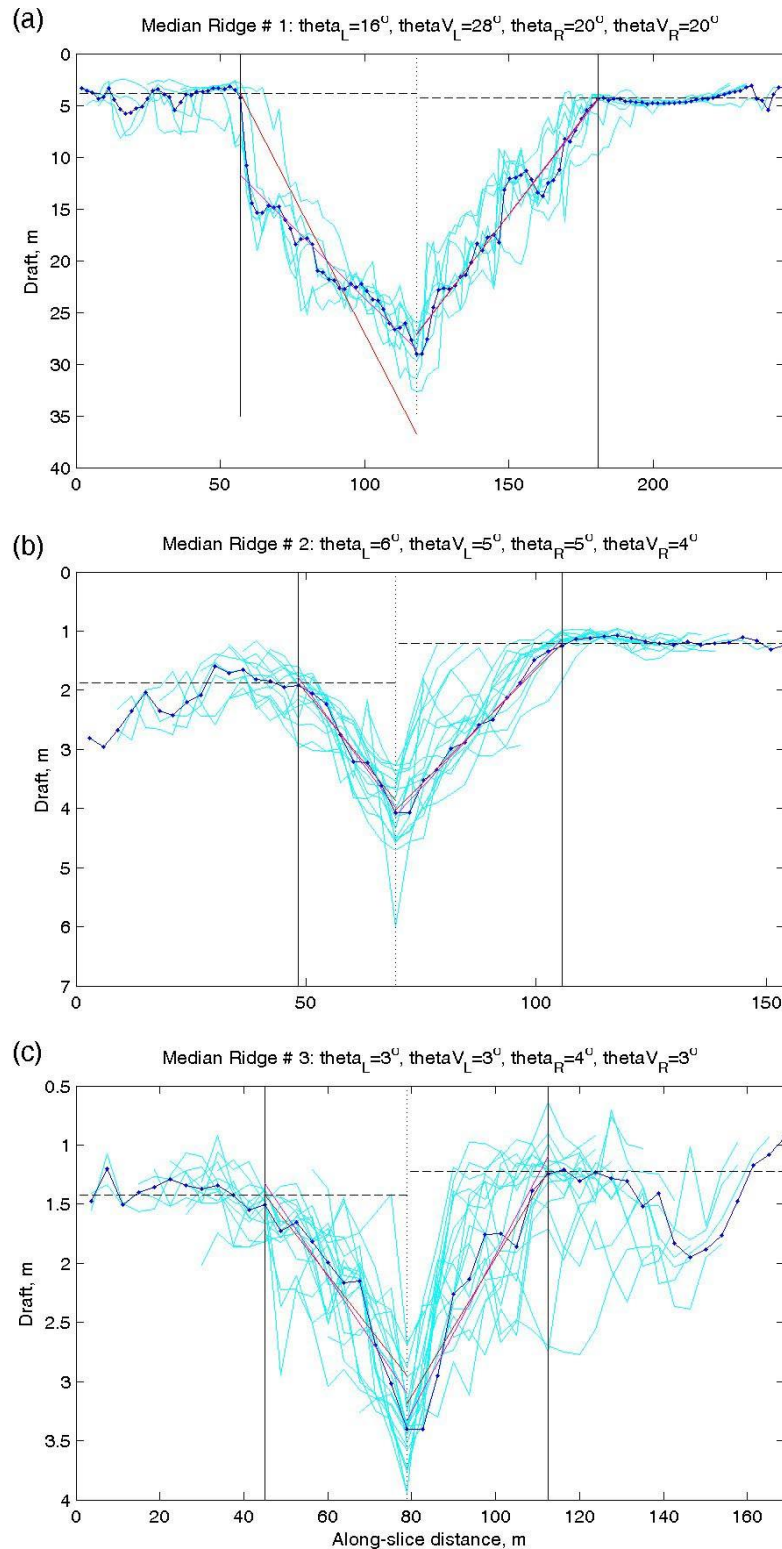 (a)
Median Ridge # 1: theta_L=16°, thetaV_L=28°, theta_R=20°, thetaV_R=20°
0
5
10
15
20
25
30
35
40
Draft, m
0 50 100 150 200
(b)
Median Ridge # 2: theta_L=6°, thetaV_L=5°, theta_R=5°, thetaV_R=4°
0
1
2
3
4
5
6
7
Draft, m
0 50 100 150
(c)
Median Ridge # 3: theta_L=3°, thetaV_L=3°, theta_R=4°, thetaV_R=3°
0.5
1
1.5
2
2.5
3
3.5
4
Draft, m
0 20 40 60 80 100 120 140 160
Along-slice distance, m